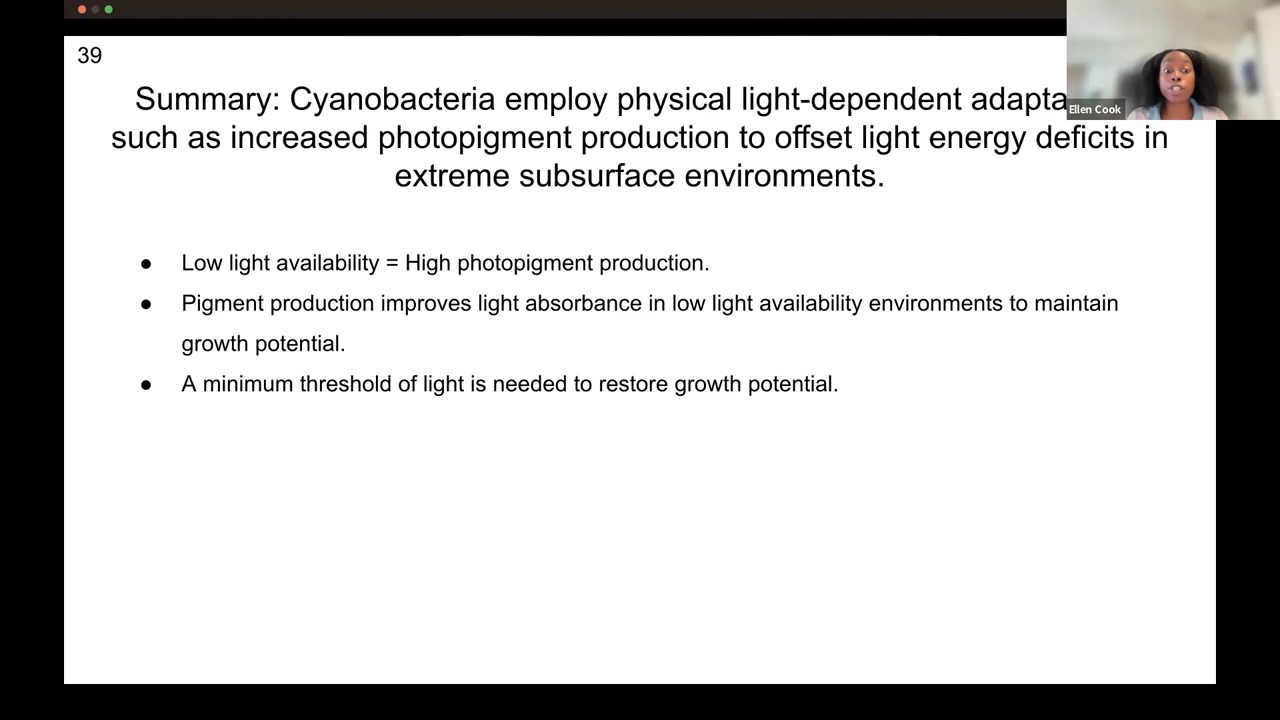 39
Summary: Cyanobacteria employ physical light-dependent
such as increased photopigment production to offset light energy deficits in
extreme subsurface environments.
Ellen Cook
● Low light availability = High photopigment production.
● Pigment production improves light absorbance in low light availability environments to maintain
growth potential.
● A minimum threshold of light is needed to restore growth potential.